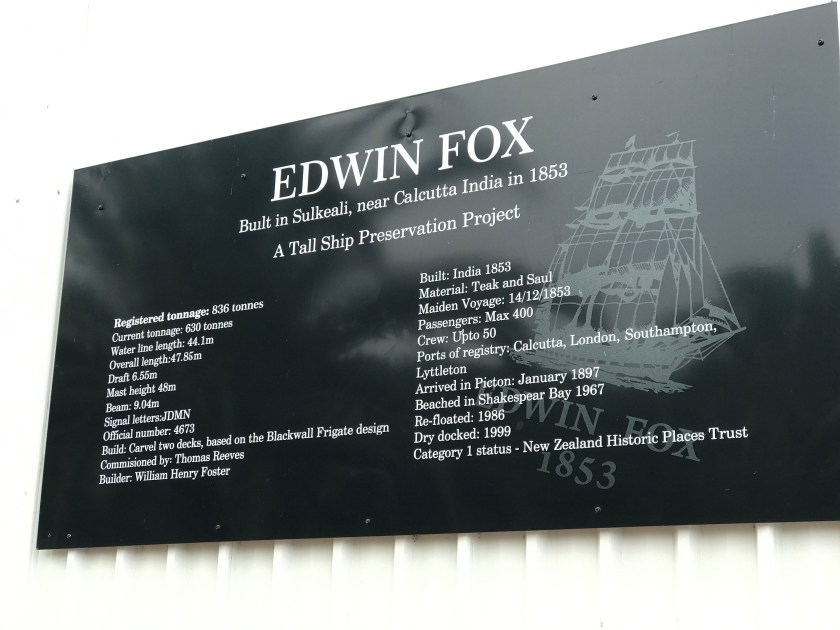 EDWIN FOX
Built in Sulkeali, near Calcutta India in 1853
A Tall Ship Preservation Project
Registered tonnage: 836 tonnes
Current tonnage: 630 tonnes
Water line length: 44.1m
Overall length:47.85m
Draft 6.55m
Mast height 48m
Beam: 9.04m
Signal letters:JDMN
Official number: 4673
Build: Carvel two decks, based on the Blackwall Frigate design
Commisioned by: Thomas Reeves
Builder: William Henry Foster
Built: India 1853
Material: Teak and Saul
Maiden Voyage: 14/12/1853
Passengers: Max 400
Crew: Upto 50
Ports of registry: Calcutta, London, Southampton,
Lyttleton
Arrived in Picton: January 1897
Beached in Shakespear Bay 1967
Re-floated: 1986
Dry docked: 1999
Category 1 status - New Zealand Historic Places Trust
EDWIN FOX
1853